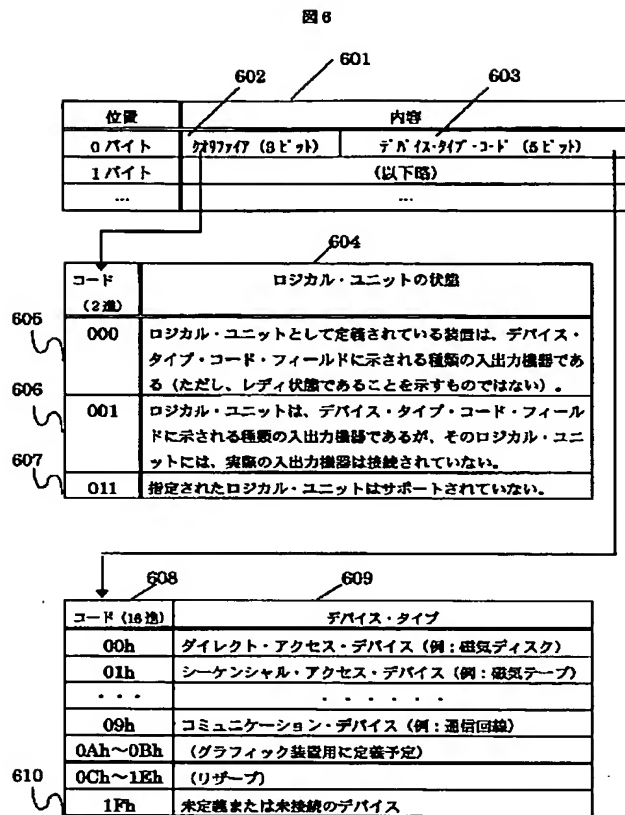 図6
601
602
603
位置 内容
0バイト クオリファイア (3ビット) デバイス・タイプ・コード (5ビット)
1バイト (以下略)
... ...
604
コード ロジカル・ユニットの状態
(2進)
605
000 ロジカル・ユニットとして定義されている装置は、デバイス・
タイプ・コード・フィールドに示される種類の入出力機器であ
る(ただし、レディ状態であることを示すものではない)。
606
001 ロジカル・ユニットは、デバイス・タイプ・コード・フィール
ドに示される種類の入出力機器であるが、そのロジカル・ユニ
ットには、実際の入出力機器は接続されていない。
607
011 指定されたロジカル・ユニットはサポートされていない。
608
609
コード (16進) デバイス・タイプ
00h ダイレクト・アクセス・デバイス (例:磁気ディスク)
01h シーケンシャル・アクセス・デバイス (例:磁気テープ)
・・・ ・・・・・・
09h コミュニケーション・デバイス (例:通信回線)
0Ah~0Bh (グラフィック装置用に定義予定)
0Ch~1Eh (リザーブ)
610
1Fh 未定義または未接続のデバイス